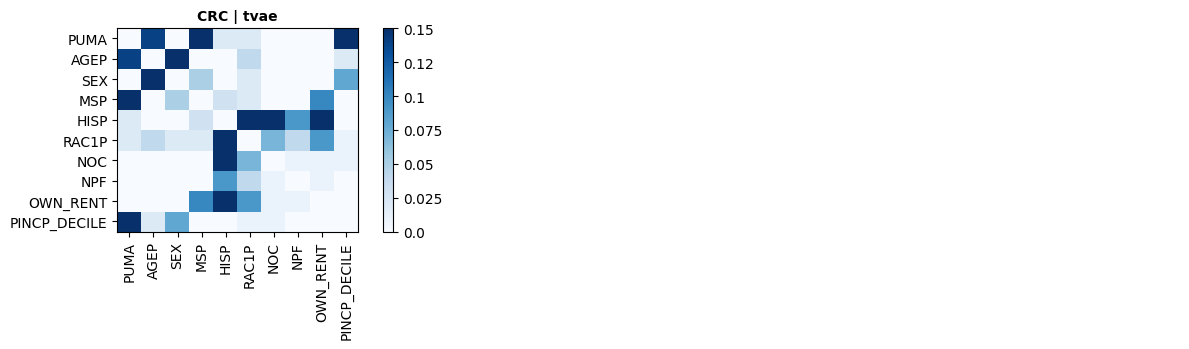 CRC | tvae
PUMA
AGEP
SEX
MSP
HISP
RAC1P
NOC
NPF
OWN_RENT
PINCP_DECILE
0.15
0.12
0.1
0.075
0.05
0.025
0.0
PUMA
AGEP
SEX
MSP
HISP
RAC1P
NOC
NPF
OWN_RENT
PINCP_DECILE